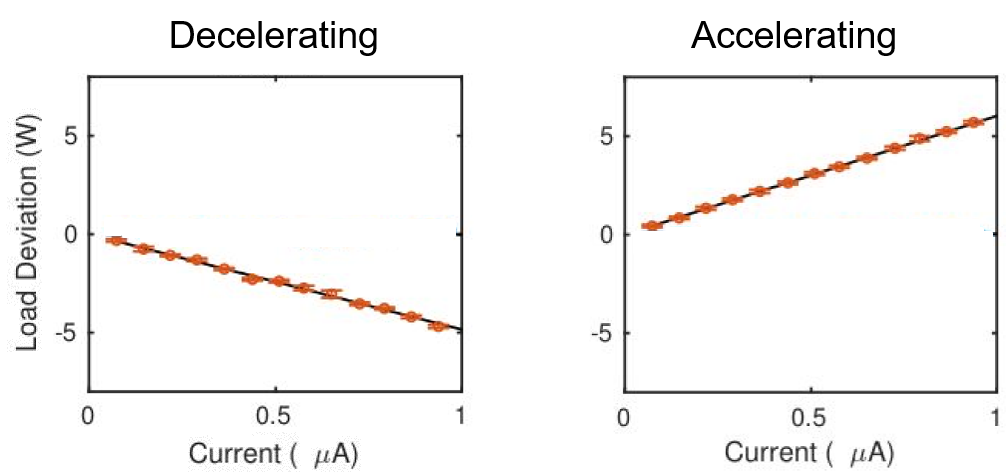 Decelerating
Accelerating
Load Deviation (W)
5
0
-5
0
0.5
1
Current ( μA)
5
0
-5
0
0.5
1
Current ( μA)